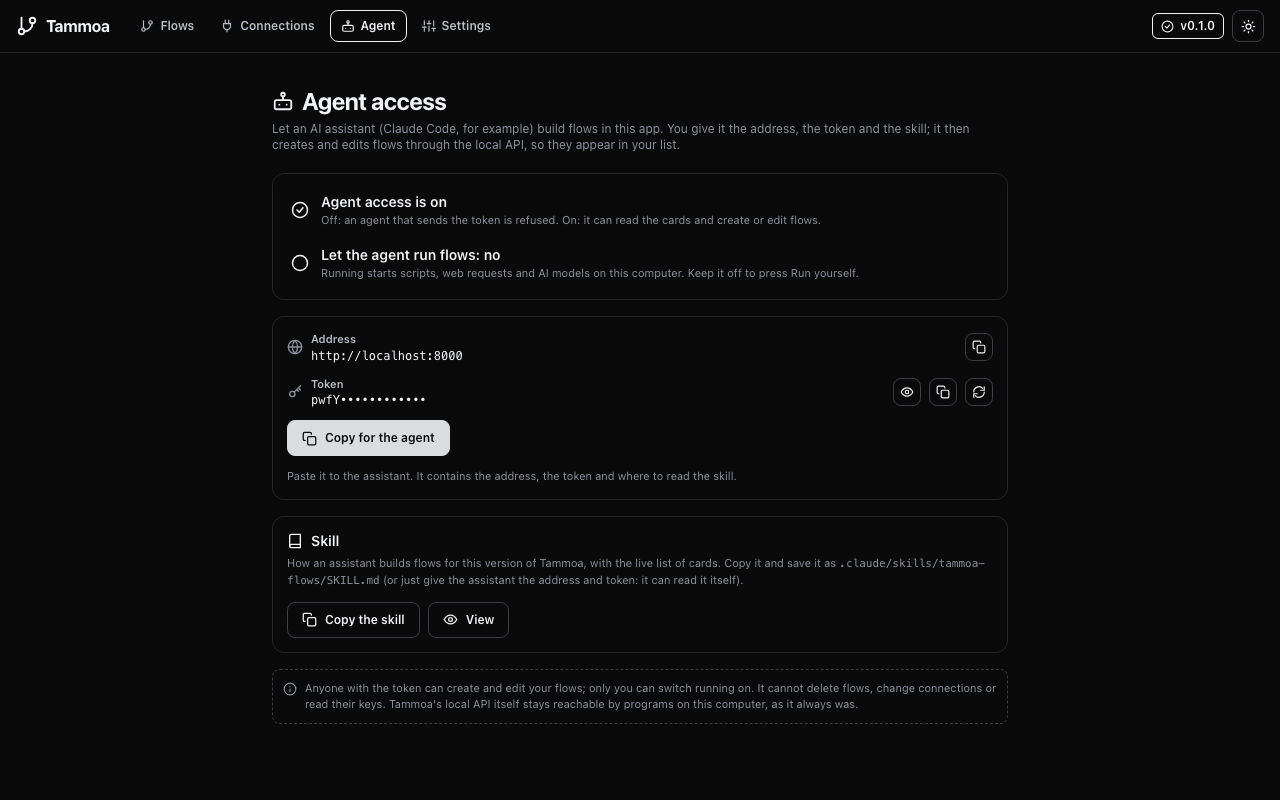 Tammoa
Flows
Connections
Agent
Settings
v0.1.0
Agent access
Let an AI assistant (Claude Code, for example) build flows in this app. You give it the address, the token and the skill; it then
creates and edits flows through the local API, so they appear in your list.
Agent access is on
Off: an agent that sends the token is refused. On: it can read the cards and create or edit flows.
Let the agent run flows: no
Running starts scripts, web requests and AI models on this computer. Keep it off to press Run yourself.
Address
http://localhost:8000
Token
pwfY••••••••••••
Copy for the agent
Paste it to the assistant. It contains the address, the token and where to read the skill.
Skill
How an assistant builds flows for this version of Tammoa, with the live list of cards. Copy it and save it as .claude/skills/tammoa-
flows/SKILL.md (or just give the assistant the address and token: it can read it itself).
Copy the skill
View
Anyone with the token can create and edit your flows; only you can switch running on. It cannot delete flows, change connections or
read their keys. Tammoa's local API itself stays reachable by programs on this computer, as it always was.